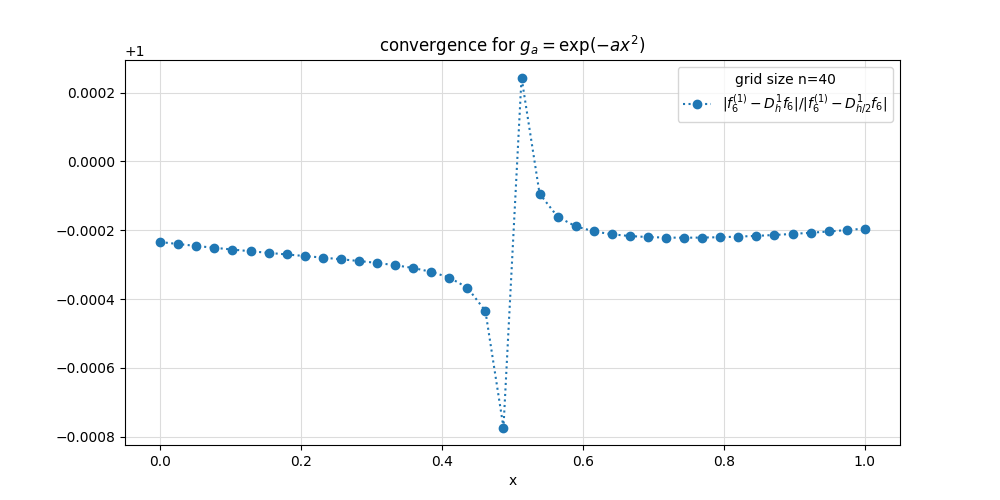 convergence for $g_a = \exp(-ax^2)$
+1
grid size n=40
$|f_6^{(1)} - D_h^1 f_6|/|f_6^{(1)} - D_{h/2}^1 f_6|$
0.0002
0.0000
−0.0002
−0.0004
−0.0006
−0.0008
0.0 0.2 0.4 0.6 0.8 1.0
x